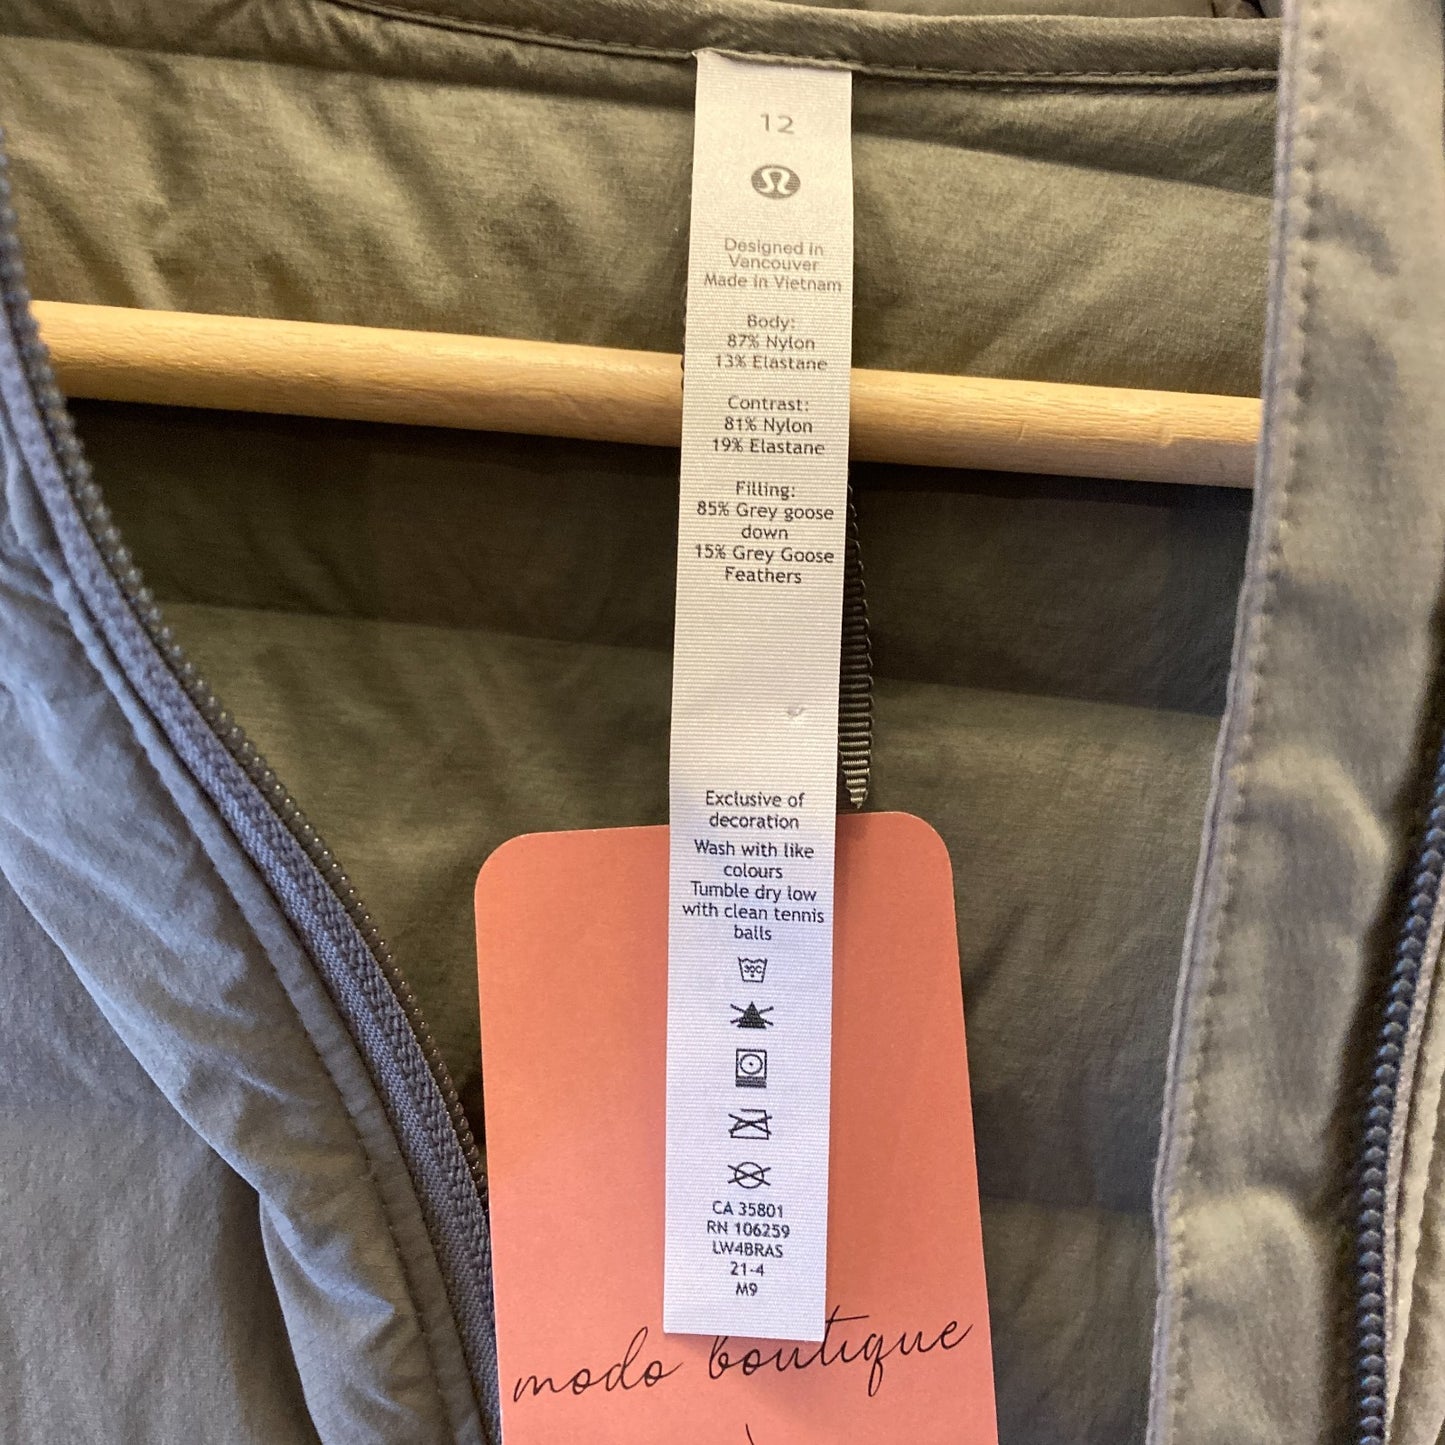 12
Designed in
Vancouver
Made in Vietnam
Body:
87% Nylon
13% Elastane
Contrast:
81% Nylon
19% Elastane
Filling:
85% Grey goose
down
15% Grey Goose
Feathers
Exclusive of
decoration
Wash with like
colours
Tumble dry low
with clean tennis
balls
30C
CA 35801
RN 106259
LW4BRAS
21-4
M9
modo boutique